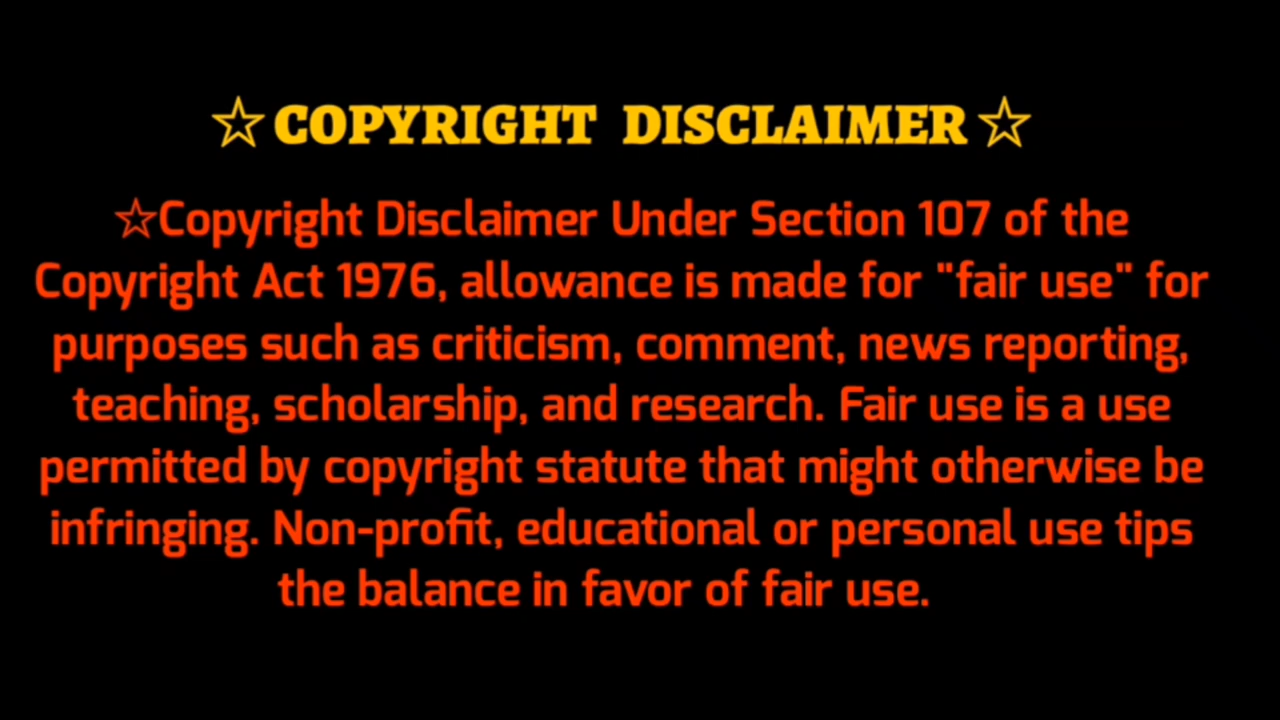 ☆ COPYRIGHT DISCLAIMER ☆
☆Copyright Disclaimer Under Section 107 of the
Copyright Act 1976, allowance is made for "fair use" for
purposes such as criticism, comment, news reporting,
teaching, scholarship, and research. Fair use is a use
permitted by copyright statute that might otherwise be
infringing. Non-profit, educational or personal use tips
the balance in favor of fair use.